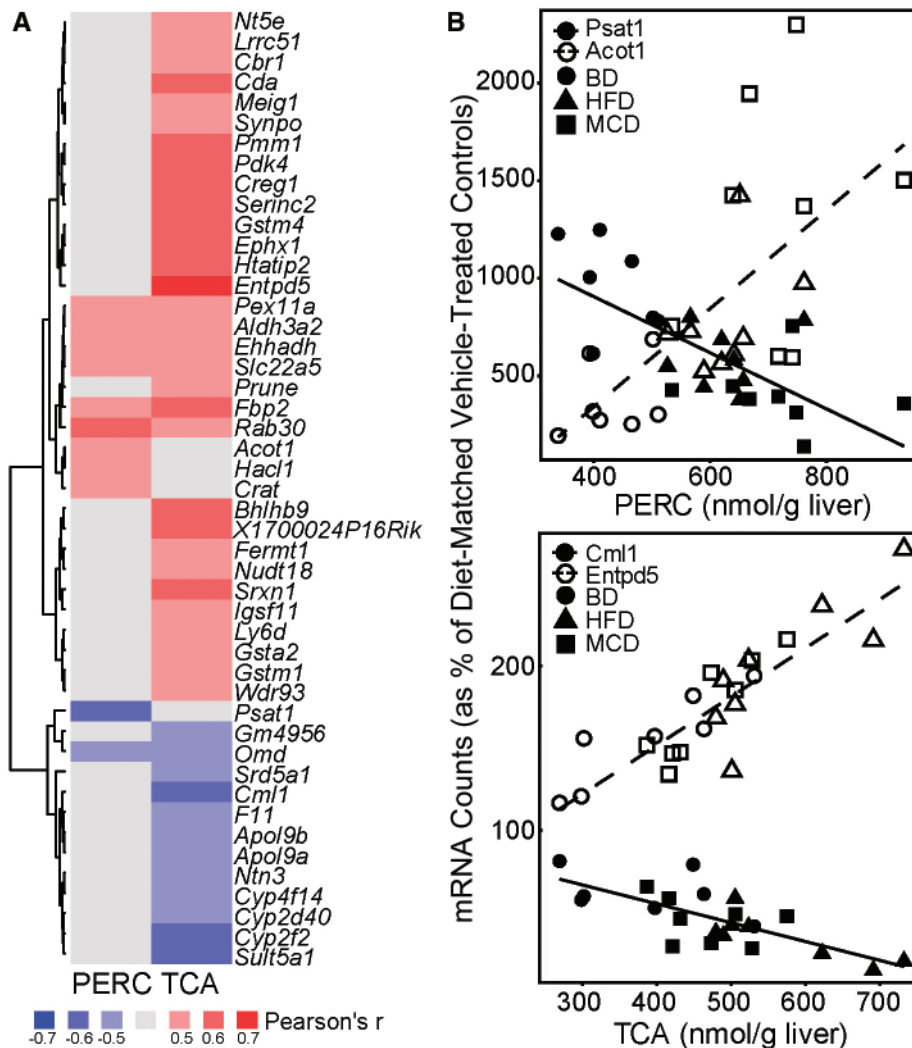 A
Nt5e
Lrrc51
Cbr1
Cda
Meig1
Synpo
Pmm1
Pdk4
Creg1
Serinc2
Gstm4
Ephx1
Htatip2
Entpd5
Pex11a
Aldh3a2
Ehhadh
Slc22a5
Prune
Fbp2
Rab30
Acot1
Hacl1
Crat
Bhlhb9
X1700024P16Rik
Fermt1
Nudt18
Srxn1
Igsf11
Ly6d
Gsta2
Gstm1
Wdr93
Psat1
Gm4956
Omd
Srd5a1
Cml1
F11
Apol9b
Apol9a
Ntn3
Cyp4f14
Cyp2d40
Cyp2f2
Sult5a1
PERC TCA
Pearson's r
-0.7 -0.6 -0.5 0.5 0.6 0.7
B
mRNA Counts (as % of Diet-Matched Vehicle-Treated Controls)
Psat1
Acot1
BD
HFD
MCD
2000
1500
1000
500
400 600 800
PERC (nmol/g liver)
Cml1
Entpd5
BD
HFD
MCD
200
100
300 400 500 600 700
TCA (nmol/g liver)